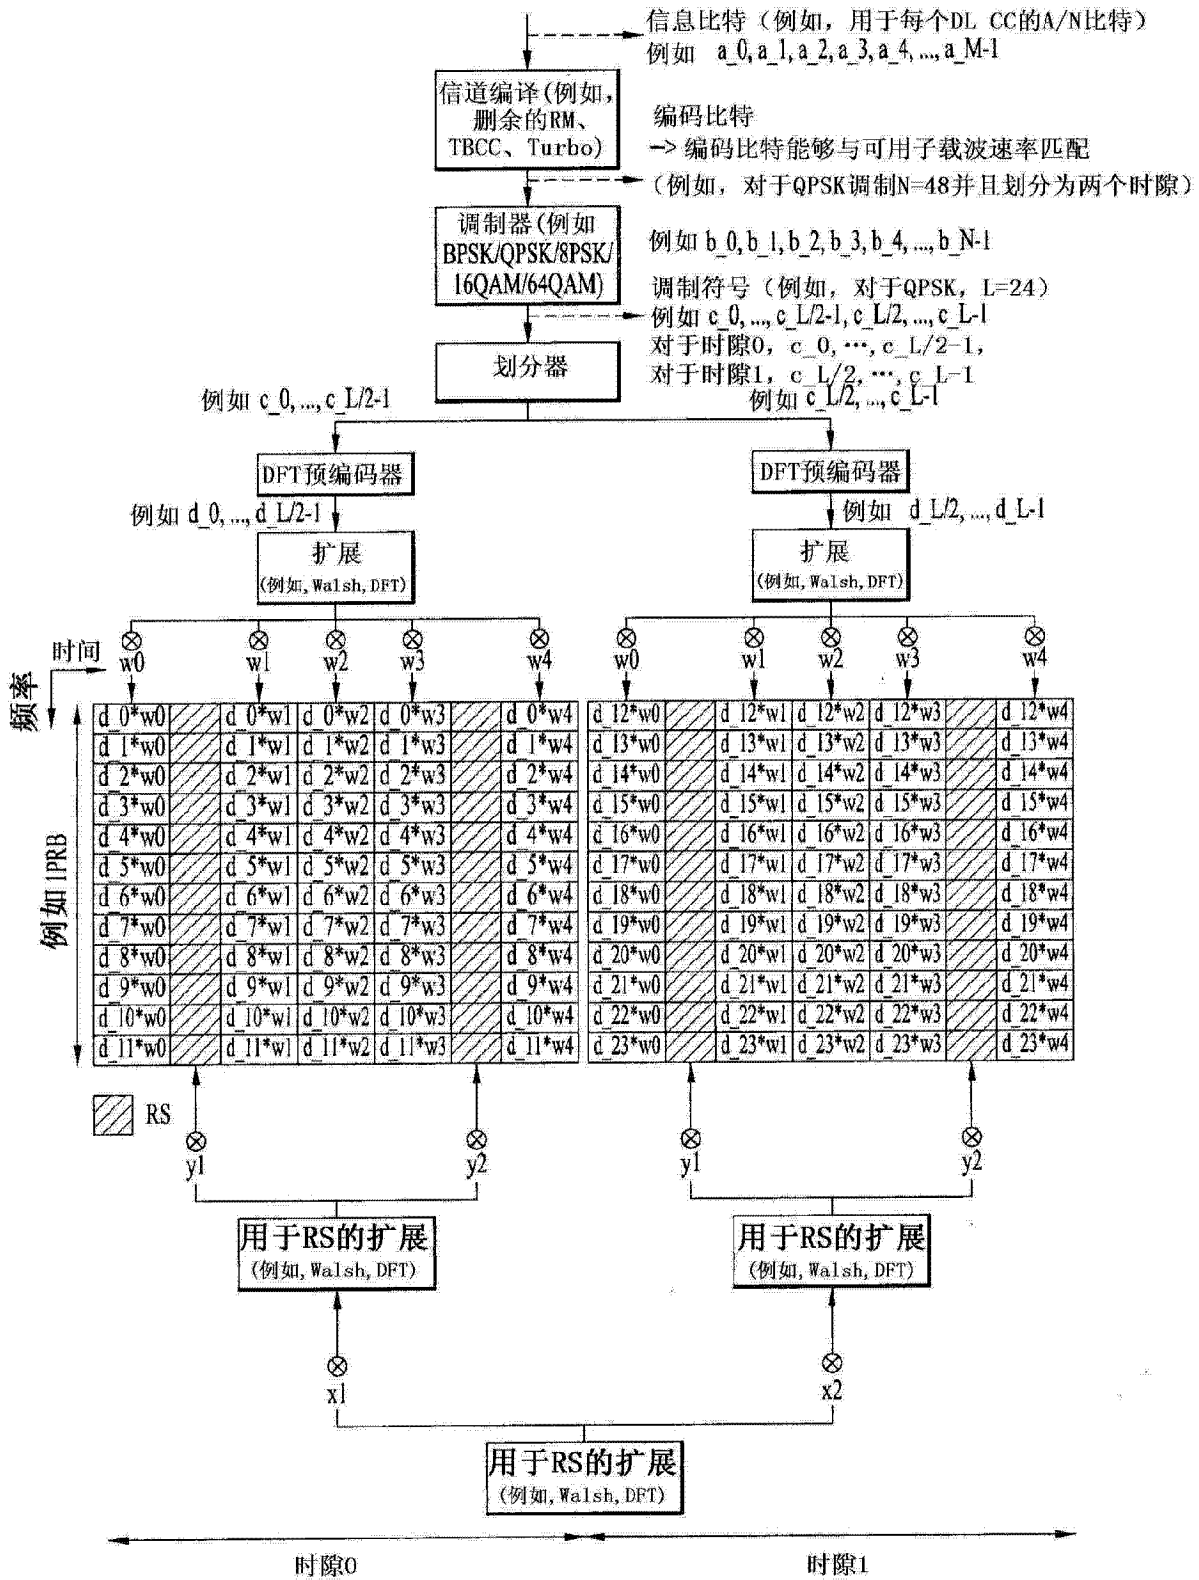 信息比特（例如，用于每个DL CC的A/N比特）
例如 a_0,a_1,a_2,a_3,a_4,...,a_M-1
信道编译(例如，
删余的RM、
TBCC、Turbo)
编码比特
->编码比特能够与可用子载波速率匹配
（例如，对于QPSK调制N=48并且划分为两个时隙）
调制器(例如
BPSK/QPSK/8PSK/
16QAM/64QAM)
例如 b_0,b_1,b_2,b_3,b_4,...,b_N-1
调制符号（例如，对于QPSK，L=24）
例如 c_0,...,c_L/2-1,c_L/2,...,c_L-1
对于时隙0，c_0,…,c_L/2-1，
对于时隙1，c_L/2,…,c_L-1
划分器
例如 c_0,...,c_L/2-1
例如 c_L/2,...,c_L-1
DFT预编码器
DFT预编码器
例如 d_0,...,d_L/2-1
例如 d_L/2,...,d_L-1
扩展
(例如,Walsh,DFT)
扩展
(例如,Walsh,DFT)
时间
频率
w0 w1 w2 w3 w4 w0 w1 w2 w3 w4
d_0*w0 d_0*w1 d_0*w2 d_0*w3 d_0*w4 d_12*w0 d_12*w1 d_12*w2 d_12*w3 d_12*w4
d_1*w0 d_1*w1 d_1*w2 d_1*w3 d_1*w4 d_13*w0 d_13*w1 d_13*w2 d_13*w3 d_13*w4
d_2*w0 d_2*w1 d_2*w2 d_2*w3 d_2*w4 d_14*w0 d_14*w1 d_14*w2 d_14*w3 d_14*w4
d_3*w0 d_3*w1 d_3*w2 d_3*w3 d_3*w4 d_15*w0 d_15*w1 d_15*w2 d_15*w3 d_15*w4
d_4*w0 d_4*w1 d_4*w2 d_4*w3 d_4*w4 d_16*w0 d_16*w1 d_16*w2 d_16*w3 d_16*w4
d_5*w0 d_5*w1 d_5*w2 d_5*w3 d_5*w4 d_17*w0 d_17*w1 d_17*w2 d_17*w3 d_17*w4
d_6*w0 d_6*w1 d_6*w2 d_6*w3 d_6*w4 d_18*w0 d_18*w1 d_18*w2 d_18*w3 d_18*w4
d_7*w0 d_7*w1 d_7*w2 d_7*w3 d_7*w4 d_19*w0 d_19*w1 d_19*w2 d_19*w3 d_19*w4
d_8*w0 d_8*w1 d_8*w2 d_8*w3 d_8*w4 d_20*w0 d_20*w1 d_20*w2 d_20*w3 d_20*w4
d_9*w0 d_9*w1 d_9*w2 d_9*w3 d_9*w4 d_21*w0 d_21*w1 d_21*w2 d_21*w3 d_21*w4
d_10*w0 d_10*w1 d_10*w2 d_10*w3 d_10*w4 d_22*w0 d_22*w1 d_22*w2 d_22*w3 d_22*w4
d_11*w0 d_11*w1 d_11*w2 d_11*w3 d_11*w4 d_23*w0 d_23*w1 d_23*w2 d_23*w3 d_23*w4
例如 1PRB
RS
y1 y2 y1 y2
用于RS的扩展
(例如,Walsh,DFT)
用于RS的扩展
(例如,Walsh,DFT)
x1 x2
用于RS的扩展
(例如,Walsh,DFT)
时隙0 时隙1